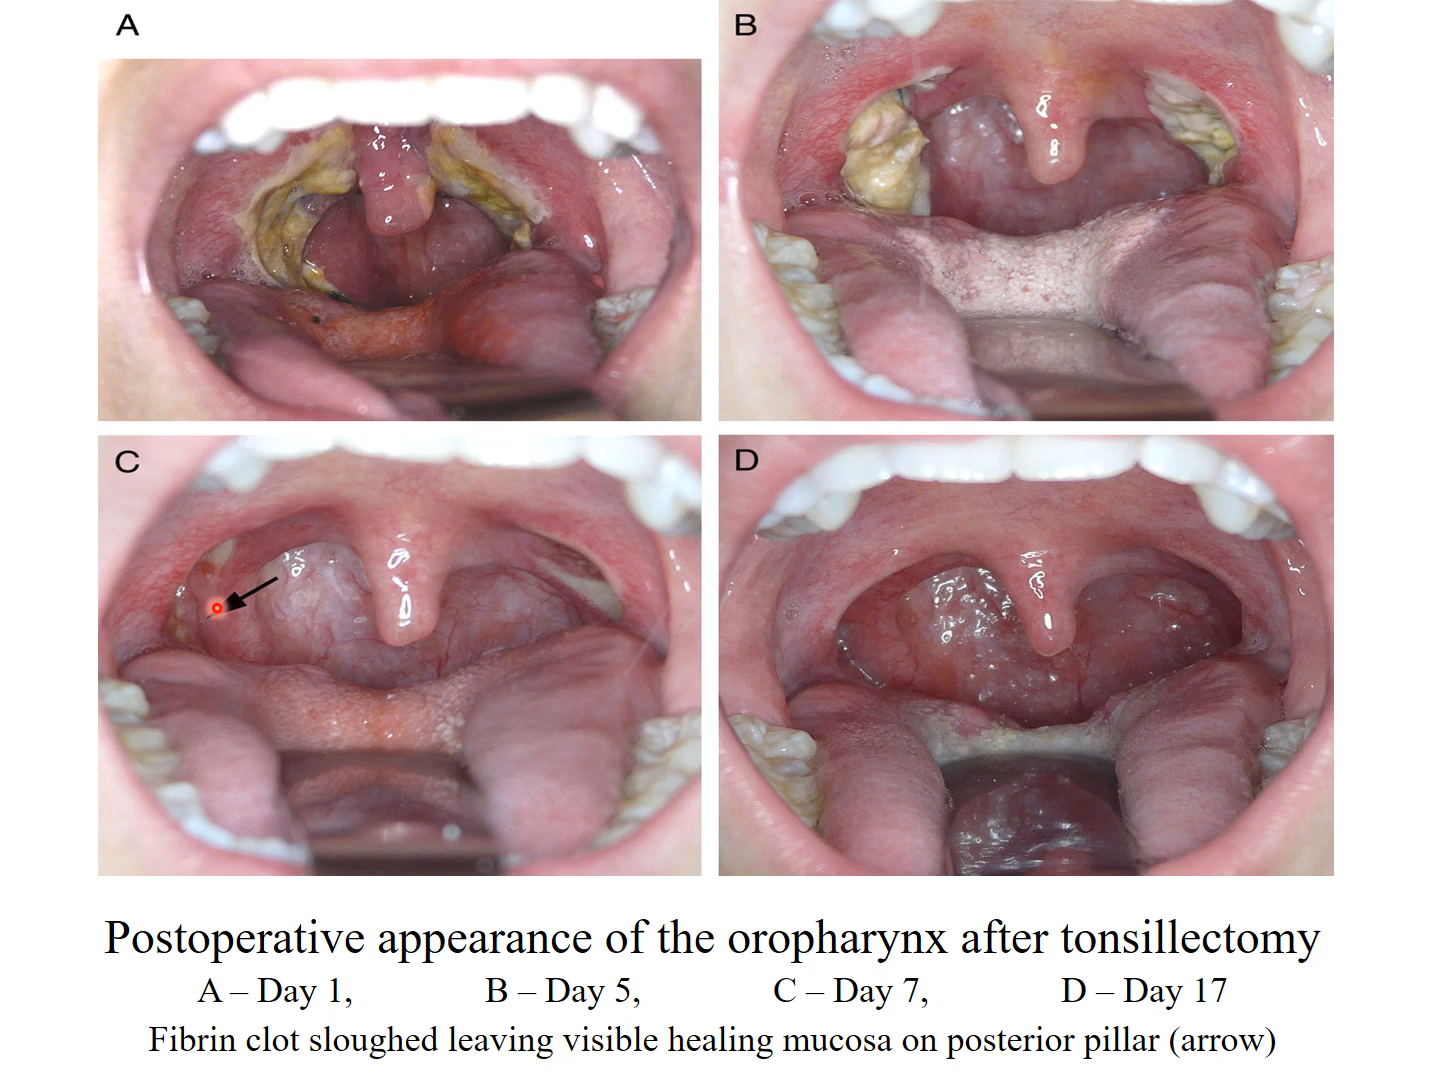 A
B
C
D
Postoperative appearance of the oropharynx after tonsillectomy
A – Day 1, B – Day 5, C – Day 7, D – Day 17
Fibrin clot sloughed leaving visible healing mucosa on posterior pillar (arrow)